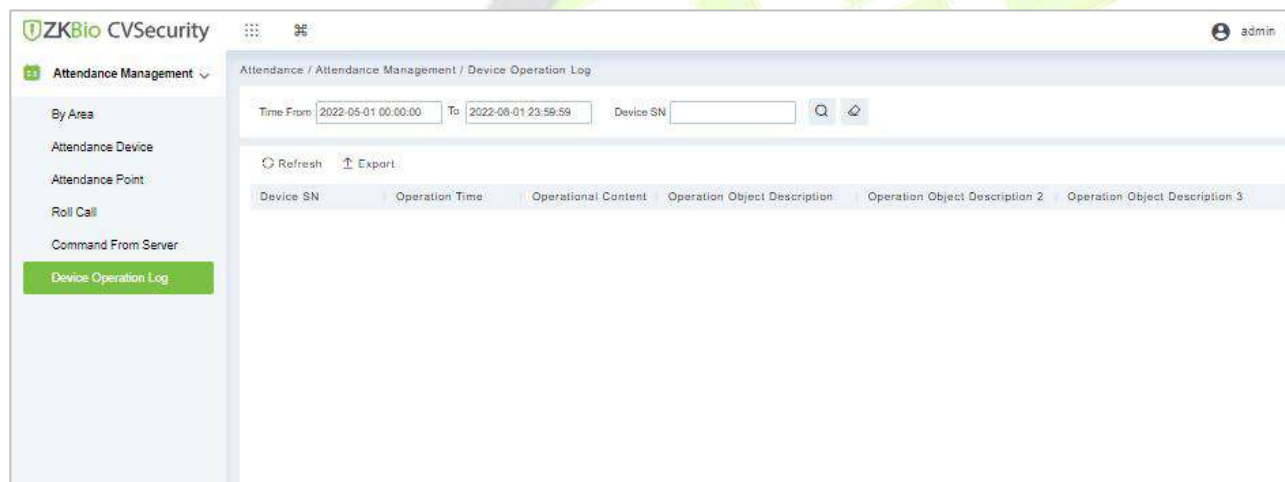 ZKBio CVSecurity
admin
Attendance Management
By Area
Attendance Device
Attendance Point
Roll Call
Command From Server
Device Operation Log
Attendance / Attendance Management / Device Operation Log
Time From 2022-05-01 00:00:00 To 2022-08-01 23:59:59 Device SN
Refresh Export
Device SN Operation Time Operational Content Operation Object Description Operation Object Description 2 Operation Object Description 3